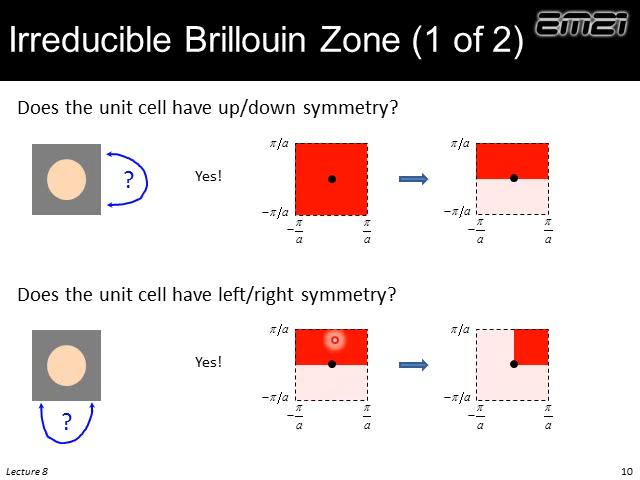 Irreducible Brillouin Zone (1 of 2)
EM21
Does the unit cell have up/down symmetry?
?
Yes!
π/a
−π/a
−π/a
π/a
π/a
−π/a
−π/a
π/a
Does the unit cell have left/right symmetry?
?
Yes!
π/a
−π/a
−π/a
π/a
π/a
−π/a
−π/a
π/a
Lecture 8
10